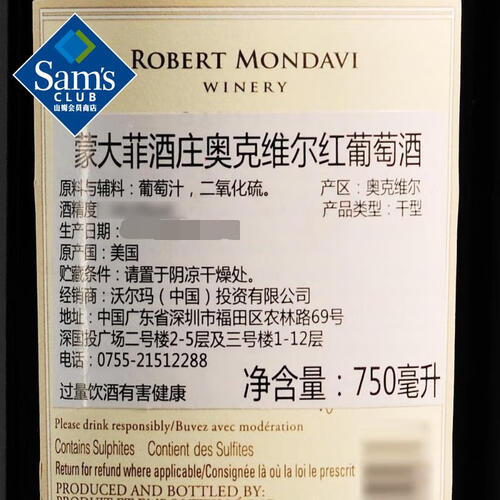 Sam's
CLUB
山姆会员商店
ROBERT MONDAVI
WINERY
蒙大菲酒庄奥克维尔红葡萄酒
原料与辅料：葡萄汁，二氧化硫。 产区：奥克维尔
酒精度 产品类型：干型
生产日期：
原产国：美国
贮藏条件：请置于阴凉干燥处。
经销商：沃尔玛（中国）投资有限公司
地址：中国广东省深圳市福田区农林路69号
深国投广场二号楼2-5层及三号楼1-12层
电话：0755-21512288
过量饮酒有害健康 净含量：750毫升
Please drink responsibly/Buvez avec modération
Contains Sulphites Contient des Sulfites
Return for refund where applicable/Consignée là où la loi le prescrit
PRODUCED AND BOTTLED BY: